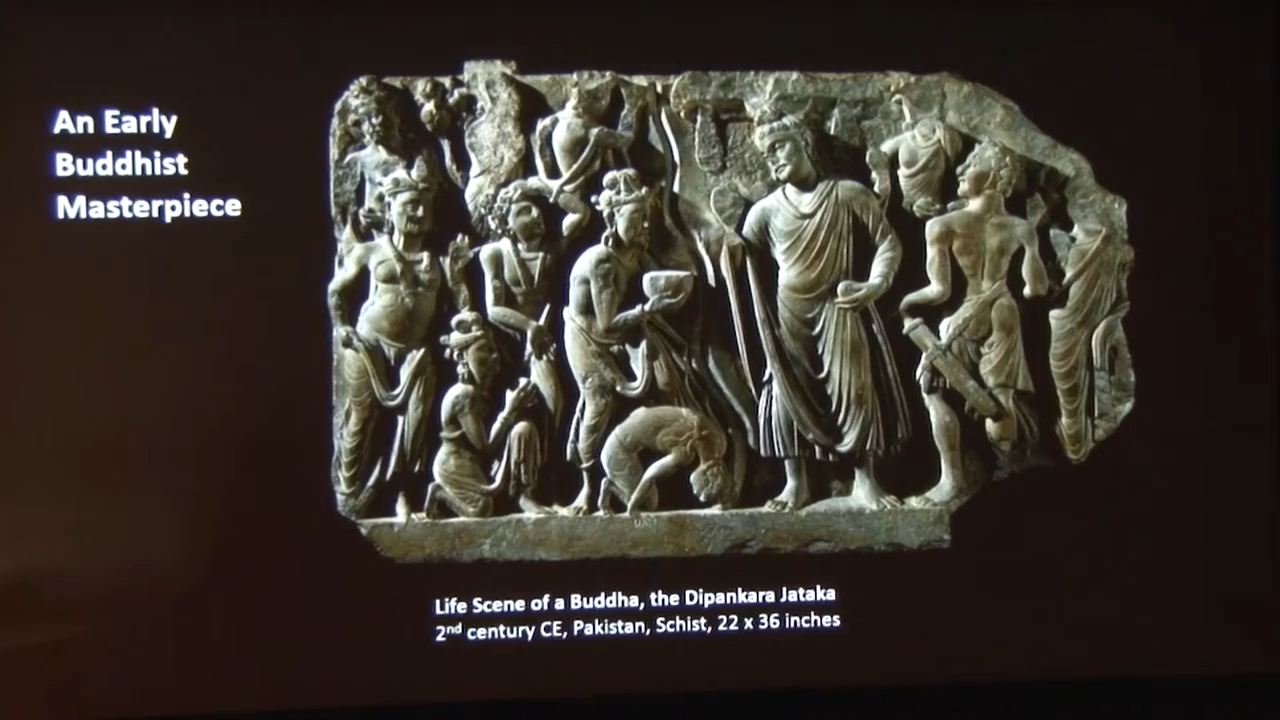 An Early
Buddhist
Masterpiece
Life Scene of a Buddha, the Dipankara Jataka
2nd century CE, Pakistan, Schist, 22 x 36 inches